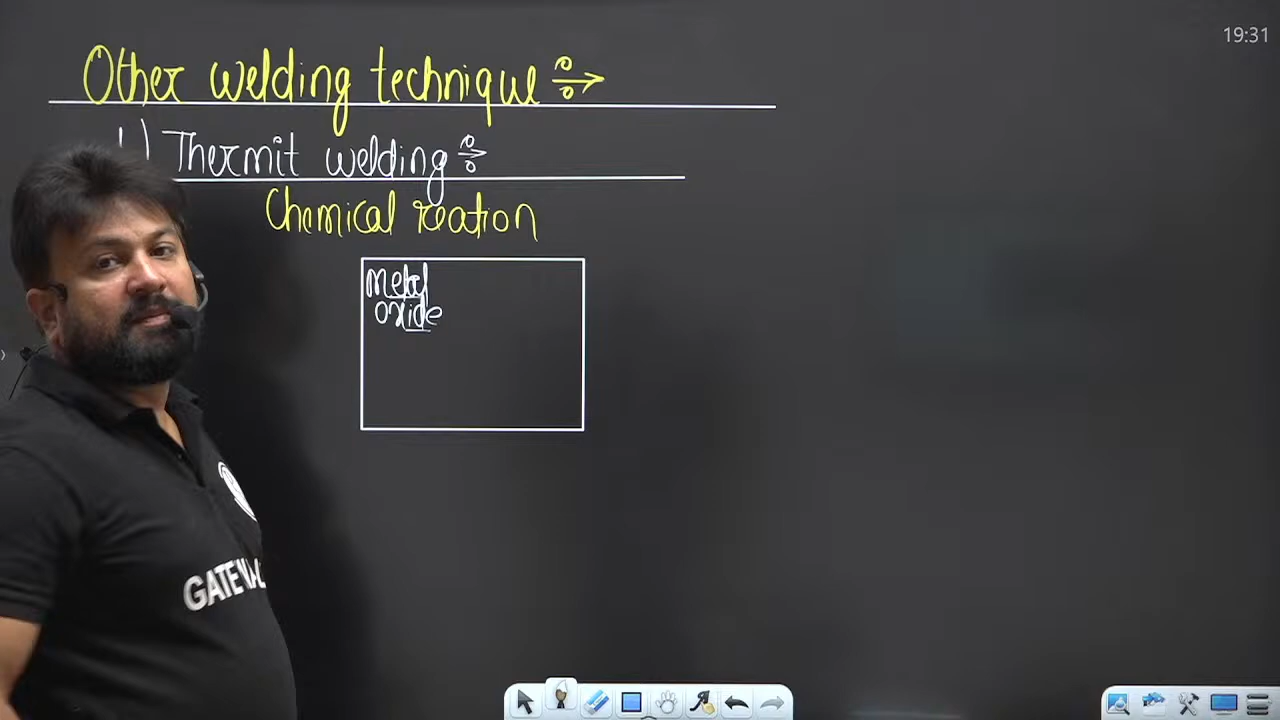 19:31
Other welding technique
1) Thermit welding
Chemical reation
Metal
oxide
GATEWA